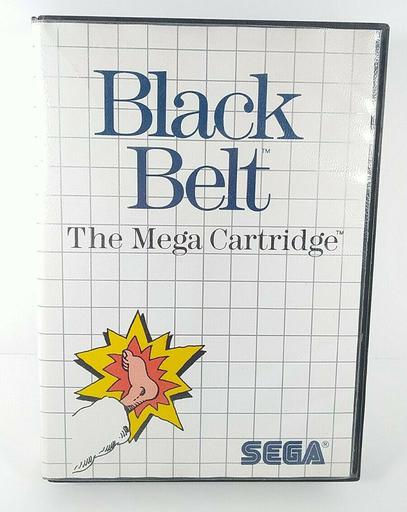 Black
Belt™
The Mega Cartridge™
SEGA®